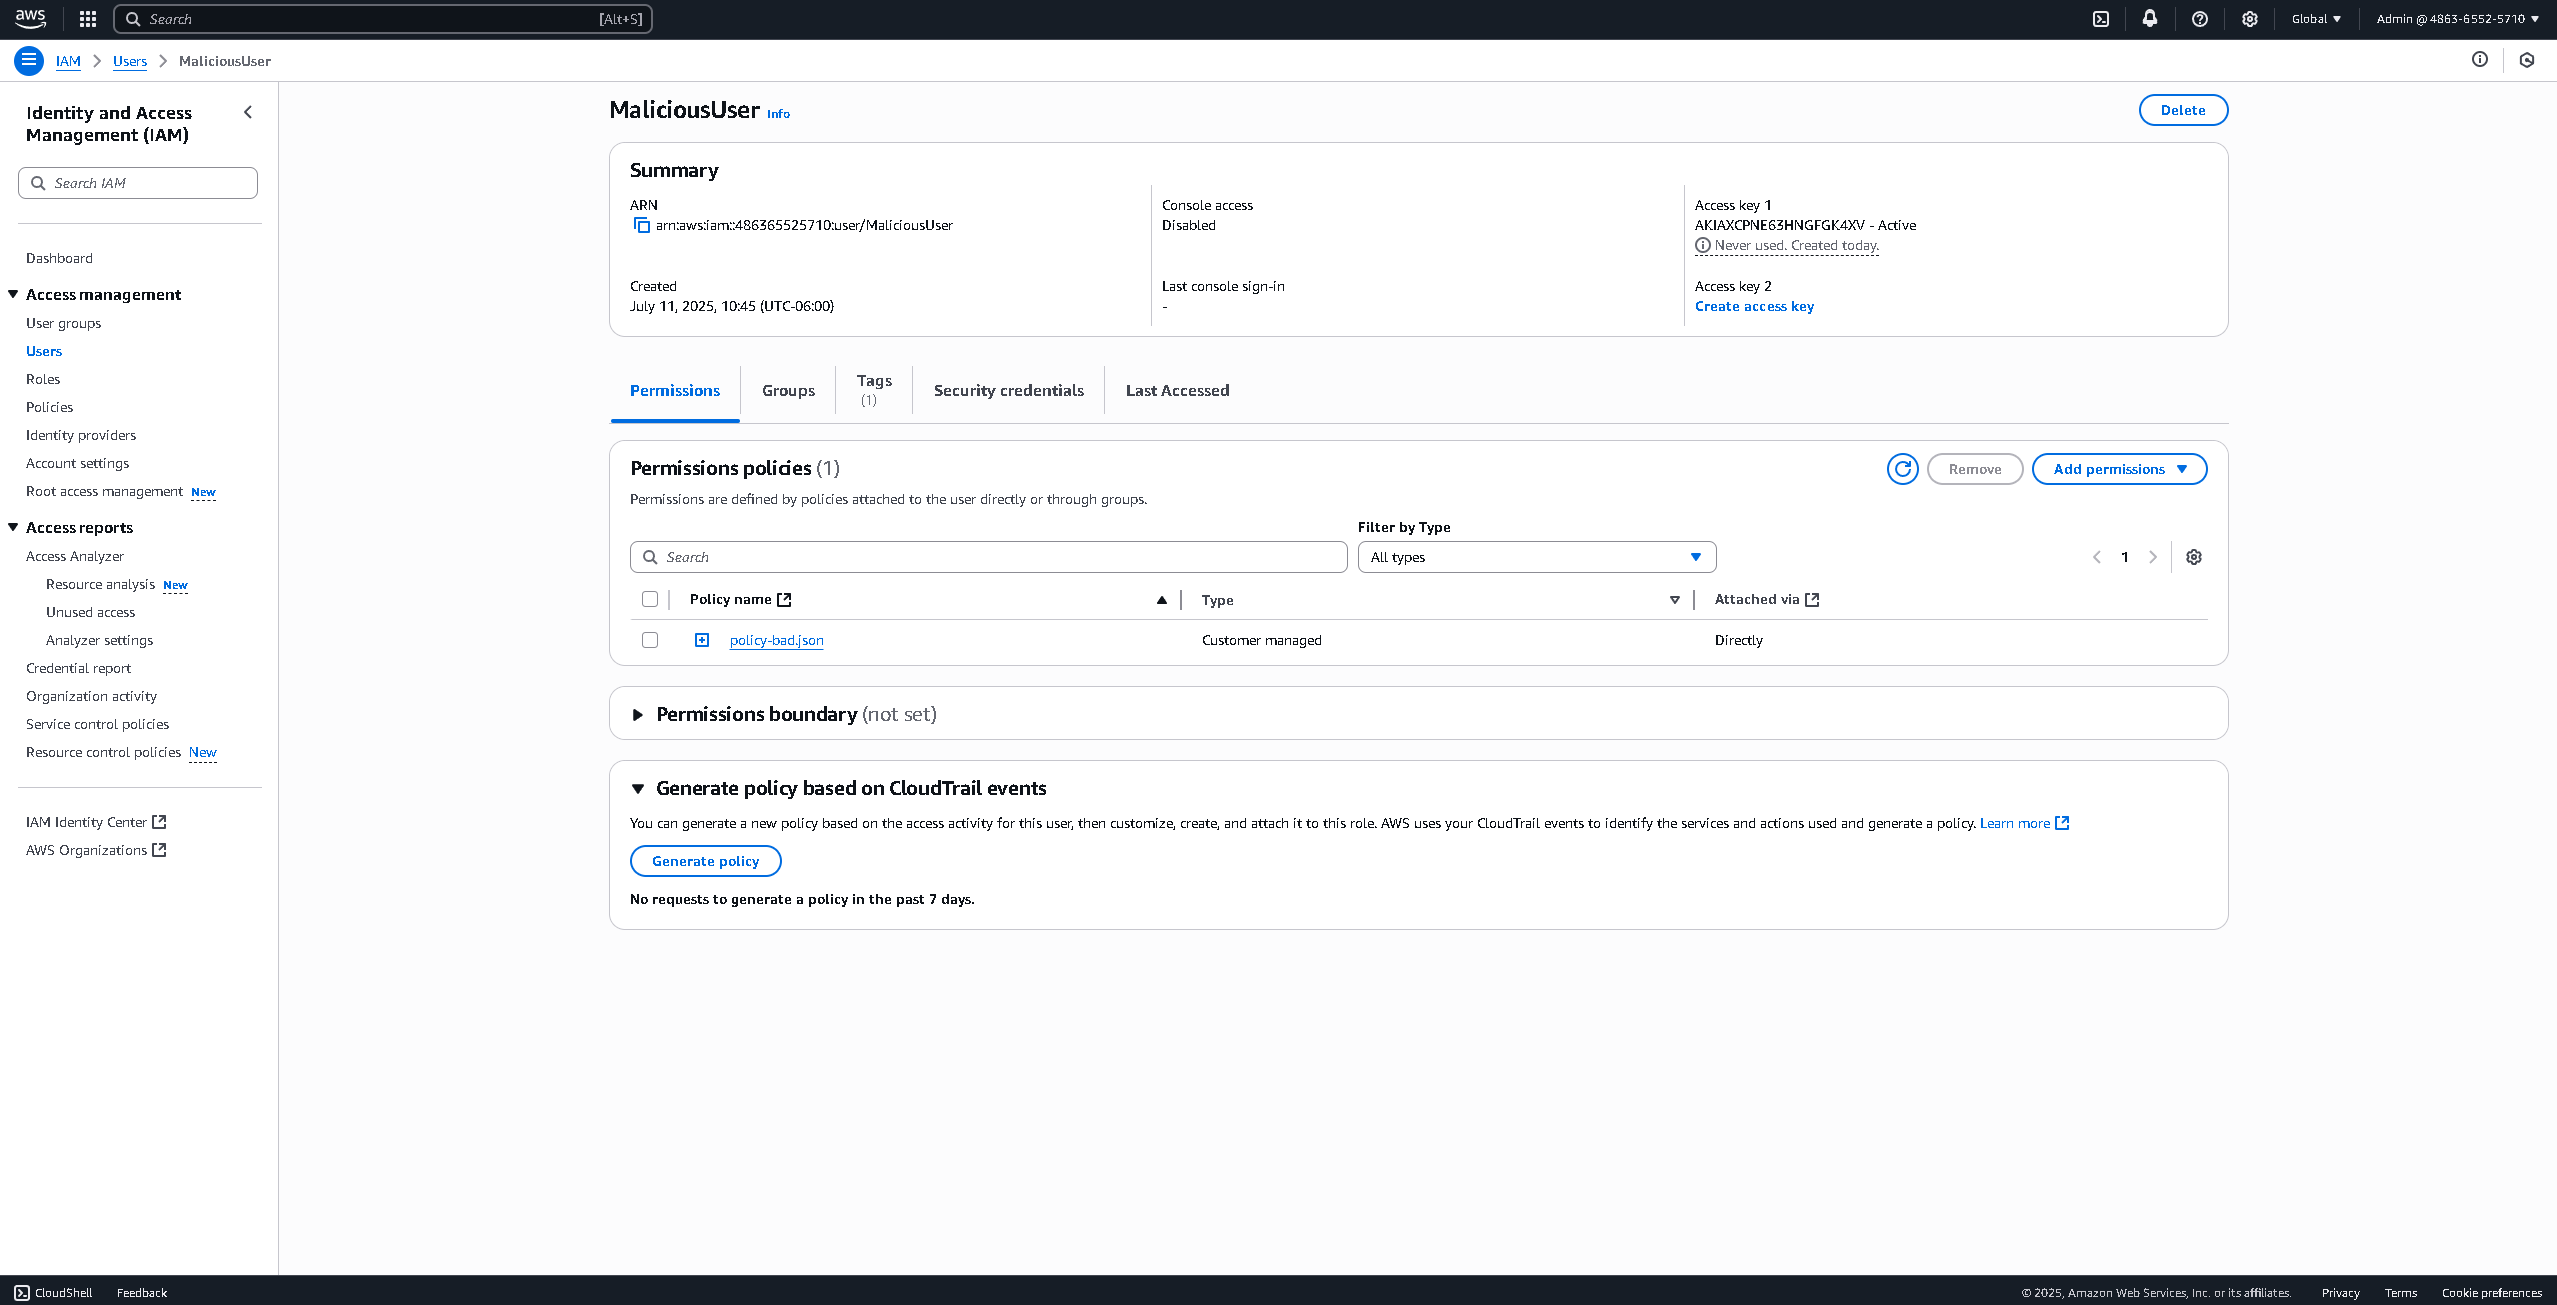 aws
Search [Alt+S]
Global
Admin @ 4863-6552-5710
IAM
Users
MaliciousUser
Identity and Access
Management (IAM)
Search IAM
Dashboard
Access management
User groups
Users
Roles
Policies
Identity providers
Account settings
Root access management New
Access reports
Access Analyzer
Resource analysis New
Unused access
Analyzer settings
Credential report
Organization activity
Service control policies
Resource control policies New
IAM Identity Center
AWS Organizations
MaliciousUser Info
Delete
Summary
ARN
arn:aws:iam::486365525710:user/MaliciousUser
Console access
Disabled
Access key 1
AKIAXCPNE63HNGFGK4XV - Active
Never used. Created today.
Created
July 11, 2025, 10:45 (UTC-06:00)
Last console sign-in
-
Access key 2
Create access key
Permissions
Groups
Tags
(1)
Security credentials
Last Accessed
Permissions policies (1)
Remove
Add permissions
Permissions are defined by policies attached to the user directly or through groups.
Filter by Type
Search
All types
1
Policy name
Type
Attached via
policy-bad.json
Customer managed
Directly
Permissions boundary (not set)
Generate policy based on CloudTrail events
You can generate a new policy based on the access activity for this user, then customize, create, and attach it to this role. AWS uses your CloudTrail events to identify the services and actions used and generate a policy. Learn more
Generate policy
No requests to generate a policy in the past 7 days.
CloudShell
Feedback
© 2025, Amazon Web Services, Inc. or its affiliates.
Privacy
Terms
Cookie preferences